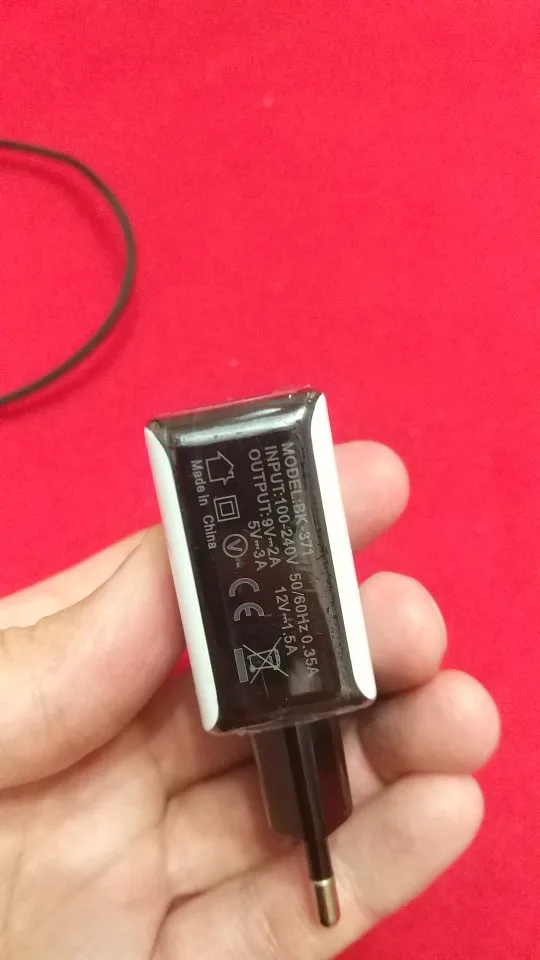 MODEL:BK-371
INPUT:100-240V 50/60Hz 0.35A
OUTPUT:9V⎓2A 12V⎓1.5A
5V⎓3A
V
CE
Made in China